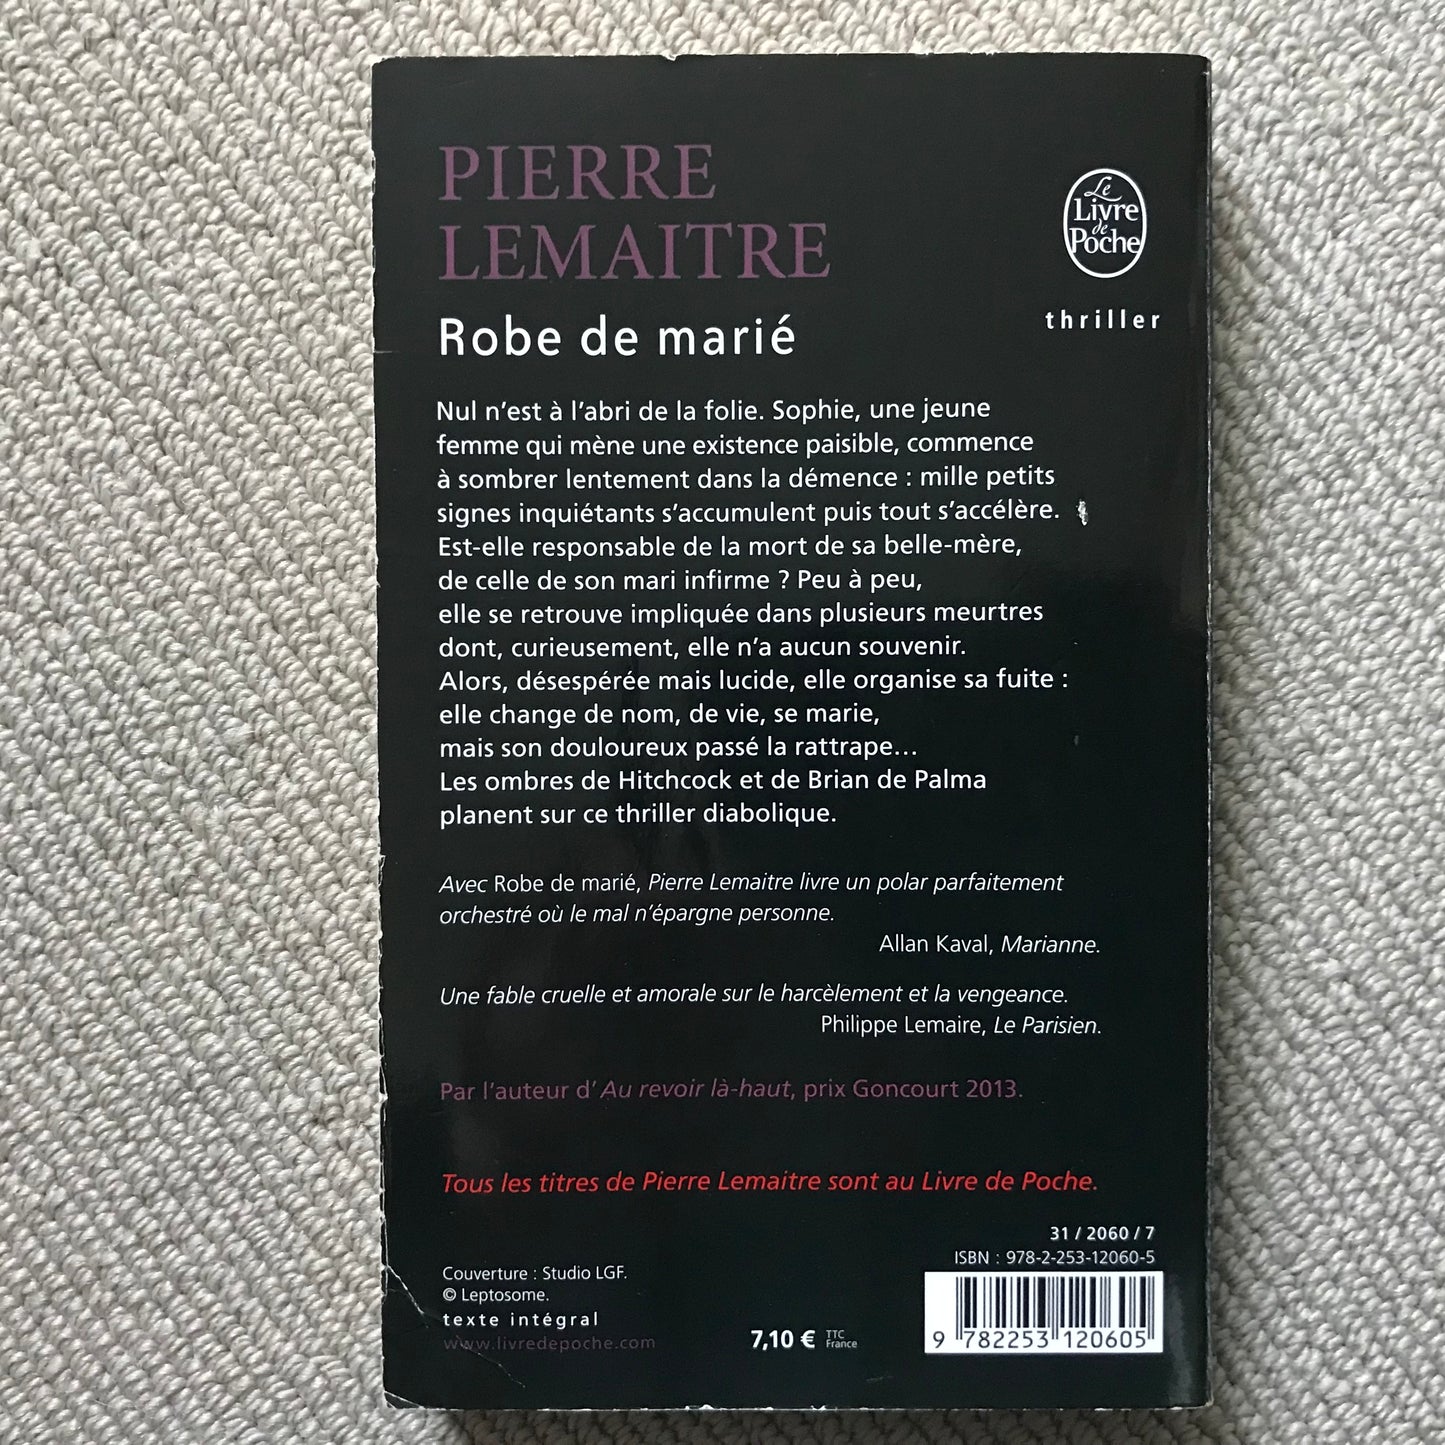 PIERRE
LEMAITRE
Le
Livre
de
Poche
thriller
Robe de marié
Nul n'est à l'abri de la folie. Sophie, une jeune
femme qui mène une existence paisible, commence
à sombrer lentement dans la démence : mille petits
signes inquiétants s'accumulent puis tout s'accélère.
Est-elle responsable de la mort de sa belle-mère,
de celle de son mari infirme ? Peu à peu,
elle se retrouve impliquée dans plusieurs meurtres
dont, curieusement, elle n'a aucun souvenir.
Alors, désespérée mais lucide, elle organise sa fuite :
elle change de nom, de vie, se marie,
mais son douloureux passé la rattrape...
Les ombres de Hitchcock et de Brian de Palma
planent sur ce thriller diabolique.
Avec Robe de marié, Pierre Lemaitre livre un polar parfaitement
orchestré où le mal n'épargne personne.
Allan Kaval, Marianne.
Une fable cruelle et amorale sur le harcèlement et la vengeance.
Philippe Lemaire, Le Parisien.
Par l'auteur d'Au revoir là-haut, prix Goncourt 2013.
Tous les titres de Pierre Lemaitre sont au Livre de Poche.
Couverture : Studio LGF.
© Leptosome.
texte intégral
www.livredepoche.com
7,10 € TTC
France
31 / 2060 / 7
ISBN : 978-2-253-12060-5
9 782253 120605